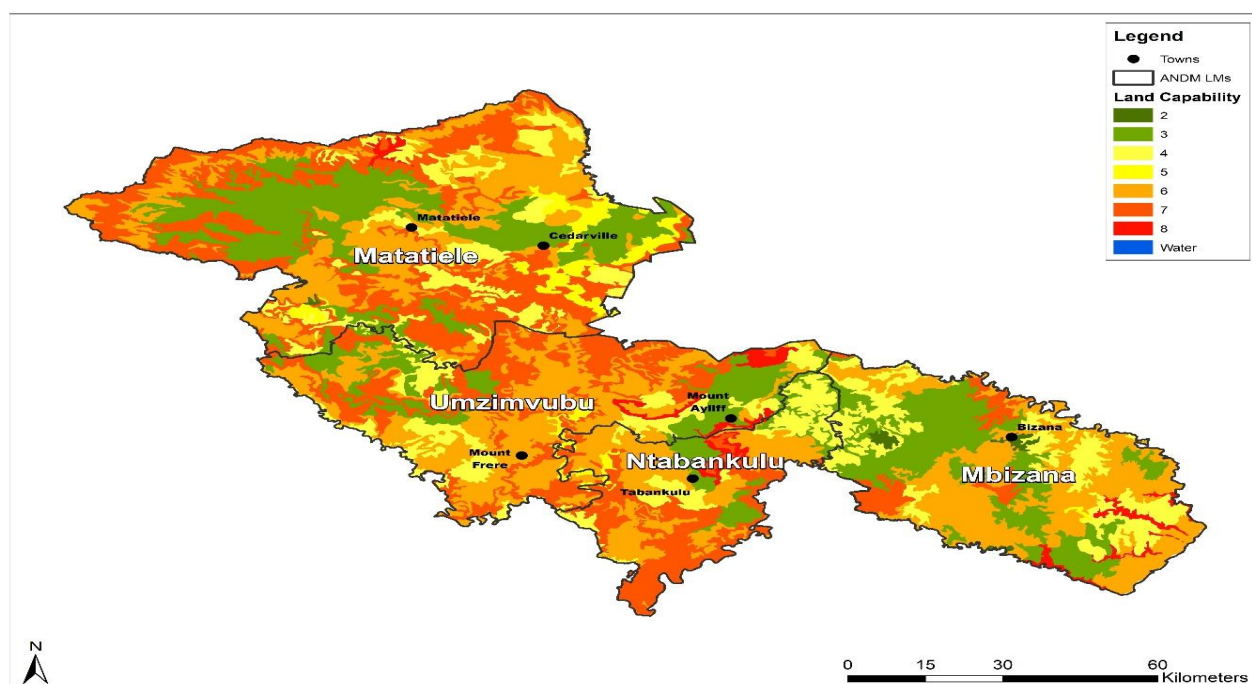 Legend
Towns
ANDM LMs
Land Capability
2
3
4
5
6
7
8
Water
Matatiele
Cedarville
Matatiele
Umzimvubu
Mount
Ayliff
Bizana
Mount
Frere
Ntabankulu
Mbizana
Tabankulu
N
0 15 30 60
Kilometers